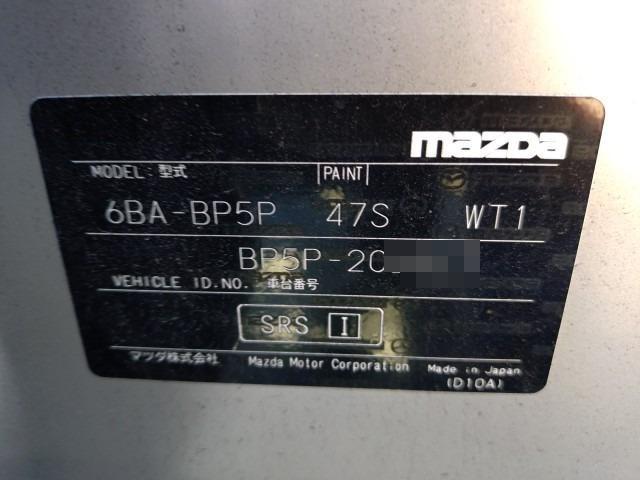 mazDa
MODEL: 型式 PAINT
6BA-BP5P 47S WT1
BP5P-20
VEHICLE ID.NO. 車台番号
SRS I
マツダ株式会社 Mazda Motor Corporation Made in Japan
(D10A)